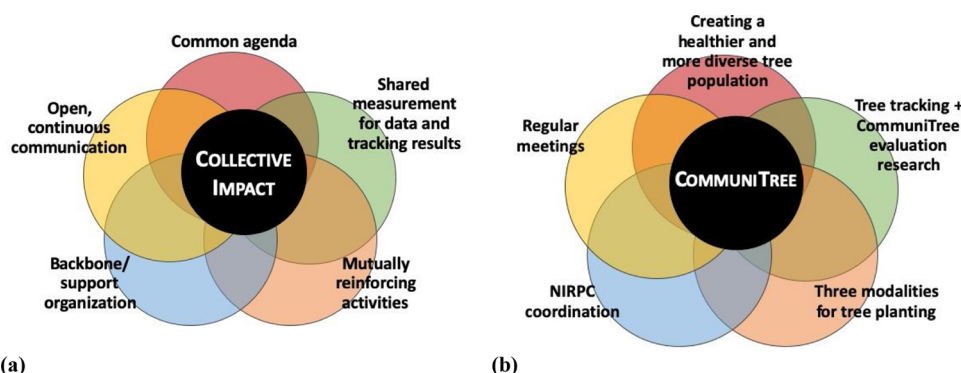 Common agenda
Open,
continuous
communication
Shared
measurement
for data and
tracking results
COLLECTIVE
IMPACT
Backbone/
support
organization
Mutually
reinforcing
activities
(a)
Creating a
healthier and
more diverse tree
population
Regular
meetings
Tree tracking +
CommuniTree
evaluation
research
COMMUNITREE
NIRPC
coordination
Three modalities
for tree planting
(b)